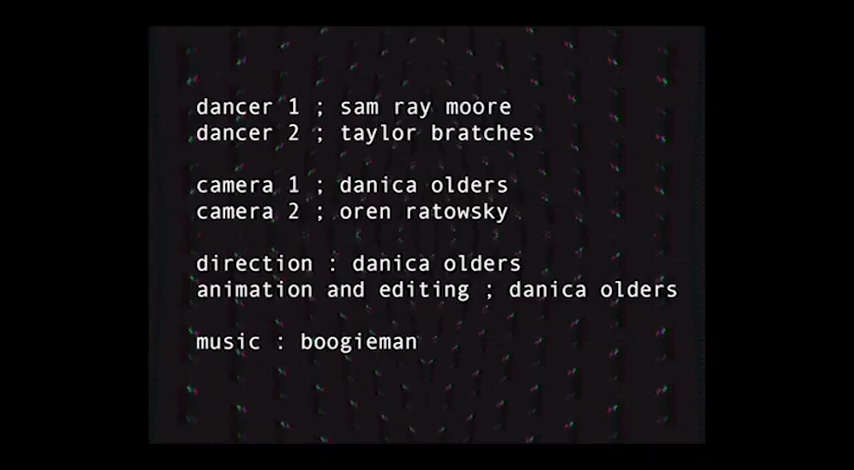 dancer 1 ; sam ray moore
dancer 2 ; taylor bratches
camera 1 ; danica olders
camera 2 ; oren ratowsky
direction : danica olders
animation and editing ; danica olders
music : boogieman